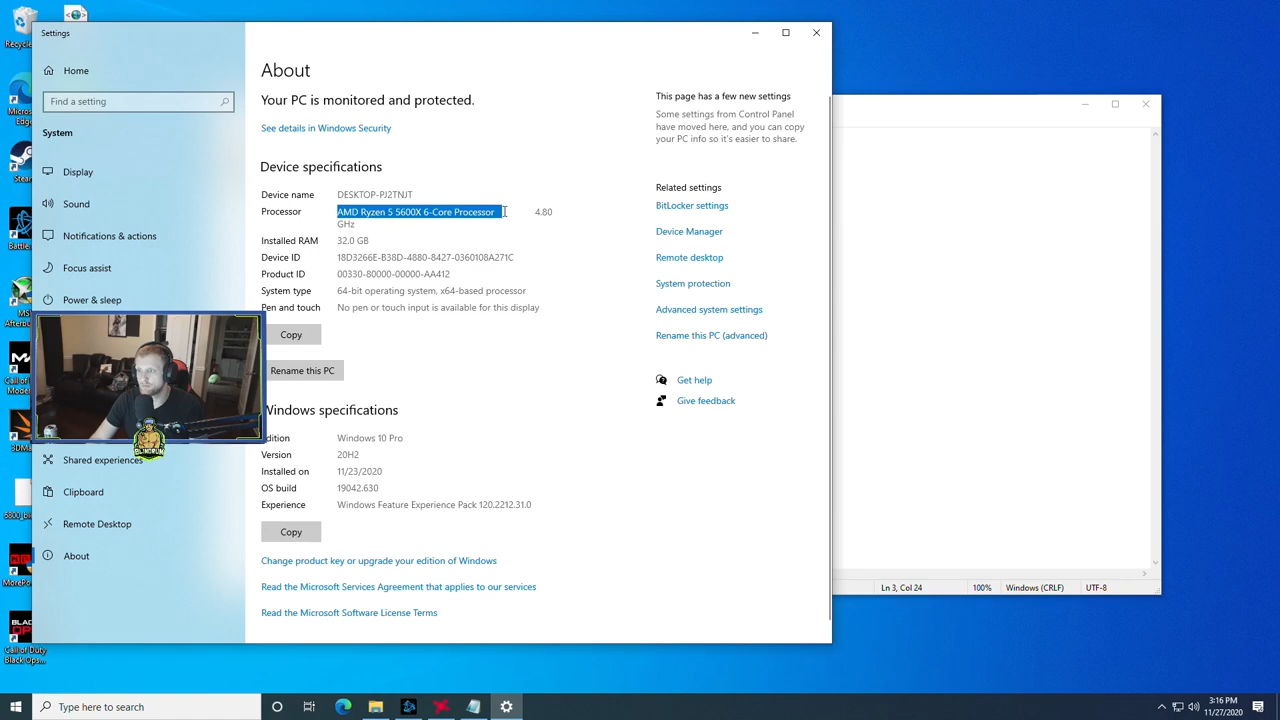 Settings
Home
Find a setting
System
Display
Sound
Notifications & actions
Focus assist
Power & sleep
Shared experiences
Clipboard
Remote Desktop
About
About
Your PC is monitored and protected.
See details in Windows Security
Device specifications
Device name DESKTOP-PJ2TNJT
Processor AMD Ryzen 5 5600X 6-Core Processor 4.80
GHz
Installed RAM 32.0 GB
Device ID 18D3266E-B38D-4880-8427-0360108A271C
Product ID 00330-80000-00000-AA412
System type 64-bit operating system, x64-based processor
Pen and touch No pen or touch input is available for this display
Copy
Rename this PC
Windows specifications
Edition Windows 10 Pro
Version 20H2
Installed on 11/23/2020
OS build 19042.630
Experience Windows Feature Experience Pack 120.2212.31.0
Copy
Change product key or upgrade your edition of Windows
Read the Microsoft Services Agreement that applies to our services
Read the Microsoft Software License Terms
This page has a few new settings
Some settings from Control Panel
have moved here, and you can copy
your PC info so it's easier to share.
Related settings
BitLocker settings
Device Manager
Remote desktop
System protection
Advanced system settings
Rename this PC (advanced)
Get help
Give feedback
BLINDRUN
Ln 3, Col 24 100% Windows (CRLF) UTF-8
Black Ops...
Type here to search
3:16 PM
11/27/2020